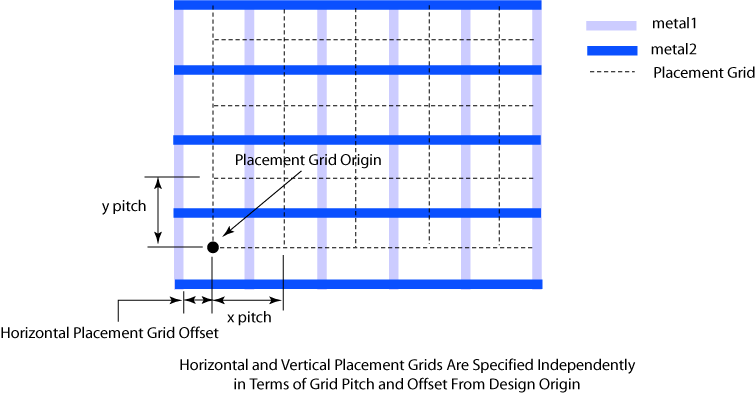 metal1
metal2
Placement Grid
Placement Grid Origin
y pitch
x pitch
Horizontal Placement Grid Offset
Horizontal and Vertical Placement Grids Are Specified Independently
in Terms of Grid Pitch and Offset From Design Origin